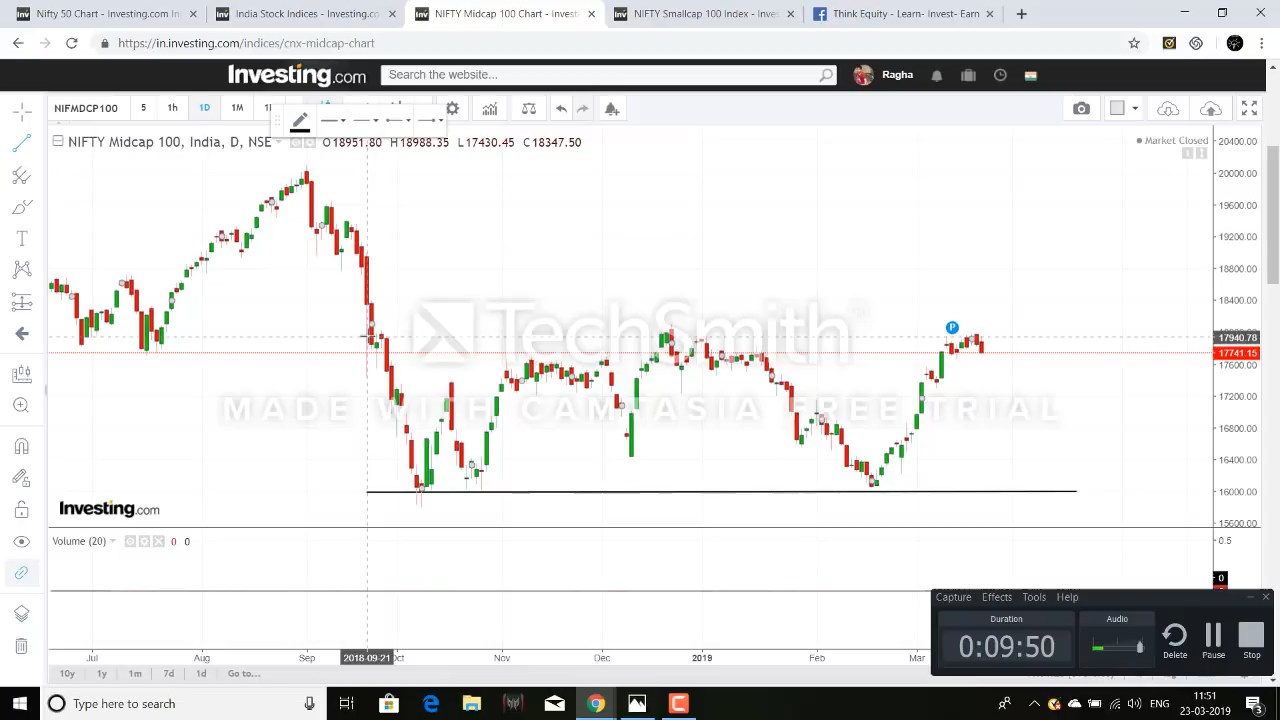 Nifty 50 Chart - Investing.com In
India Stock Indices - Investing.co
NIFTY Midcap 100 Chart - Invest
NIFTY Smallcap 100 Index - Inves
Think Equity - Learn- Invest- Earn
https://in.investing.com/indices/cnx-midcap-chart
Investing.com
Search the website...
Ragha
NIFMDCP100
5
1h
1D
1M
NIFTY Midcap 100, India, D, NSE
O18951.80 H18988.35 L17430.45 C18347.50
Market Closed
20400.00
20000.00
19600.00
19200.00
18800.00
18400.00
17940.78
17741.15
17600.00
17200.00
16800.00
16400.00
16000.00
15600.00
P
TechSmith
MADE WITH CAMTASIA FREE TRIAL
Investing.com
Volume (20)
0 0
0.5
0
Jul
Aug
Sep
2018-09-21
Oct
Nov
Dec
2019
Feb
Mar
10y
1y
1m
7d
1d
Go to...
Capture Effects Tools Help
Duration
Audio
0:09:50
Delete
Pause
Stop
Type here to search
ENG
11:51
23-03-2019